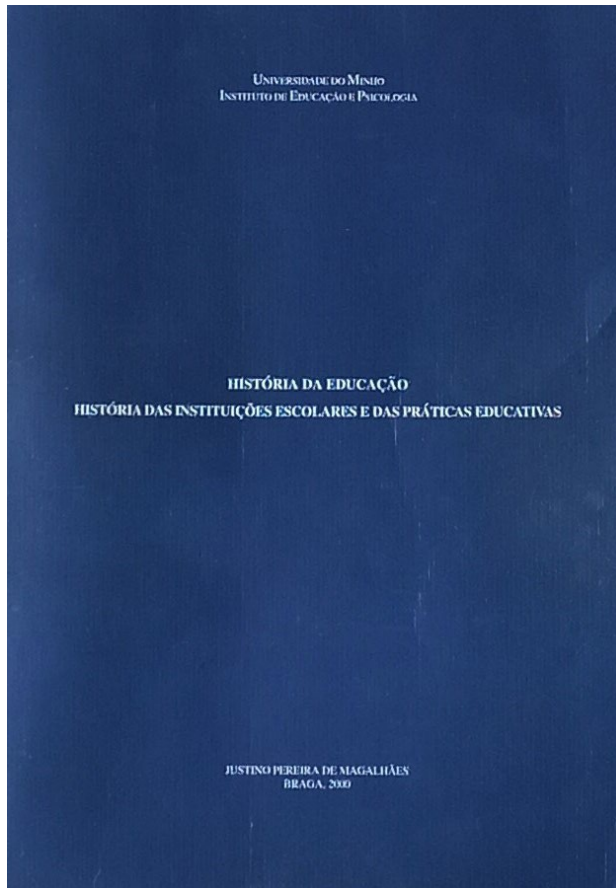 UNIVERSIDADE DO MINHO
INSTITUTO DE EDUCAÇÃO E PSICOLOGIA
HISTÓRIA DA EDUCAÇÃO
HISTÓRIA DAS INSTITUIÇÕES ESCOLARES E DAS PRÁTICAS EDUCATIVAS
JUSTINO PEREIRA DE MAGALHÃES
BRAGA, 2000